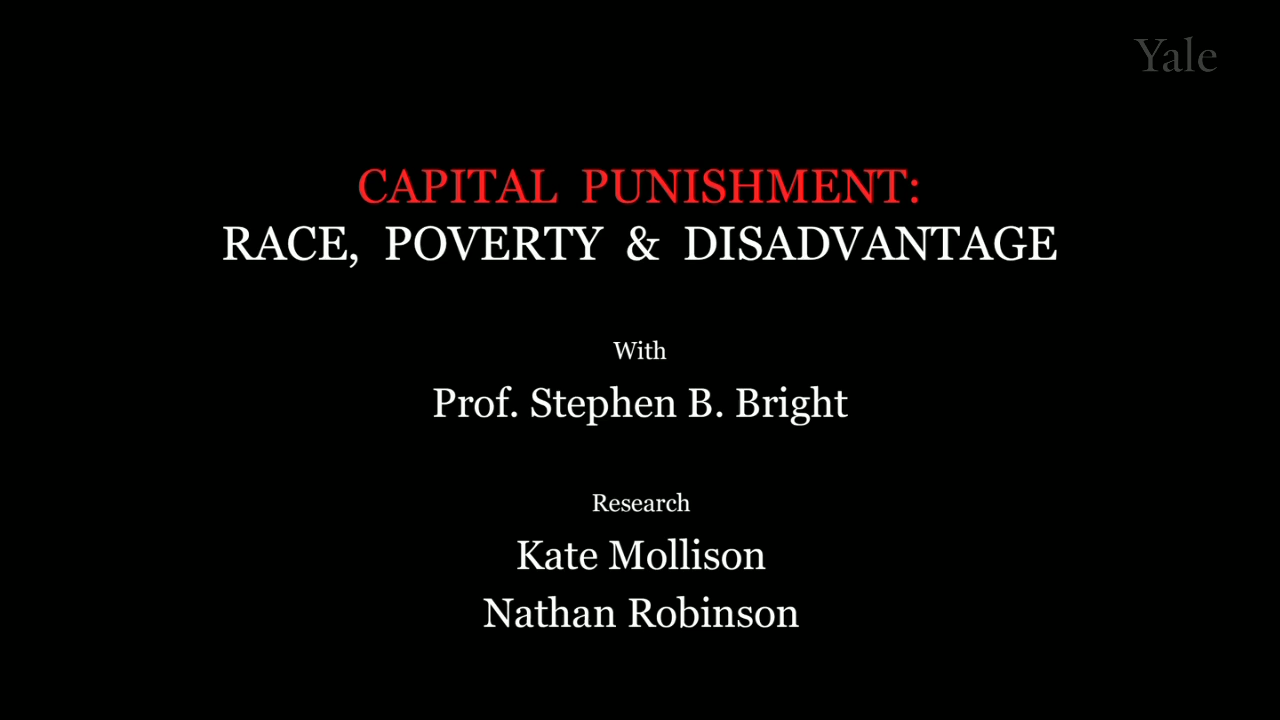 Yale
CAPITAL PUNISHMENT:
RACE, POVERTY & DISADVANTAGE
With
Prof. Stephen B. Bright
Research
Kate Mollison
Nathan Robinson